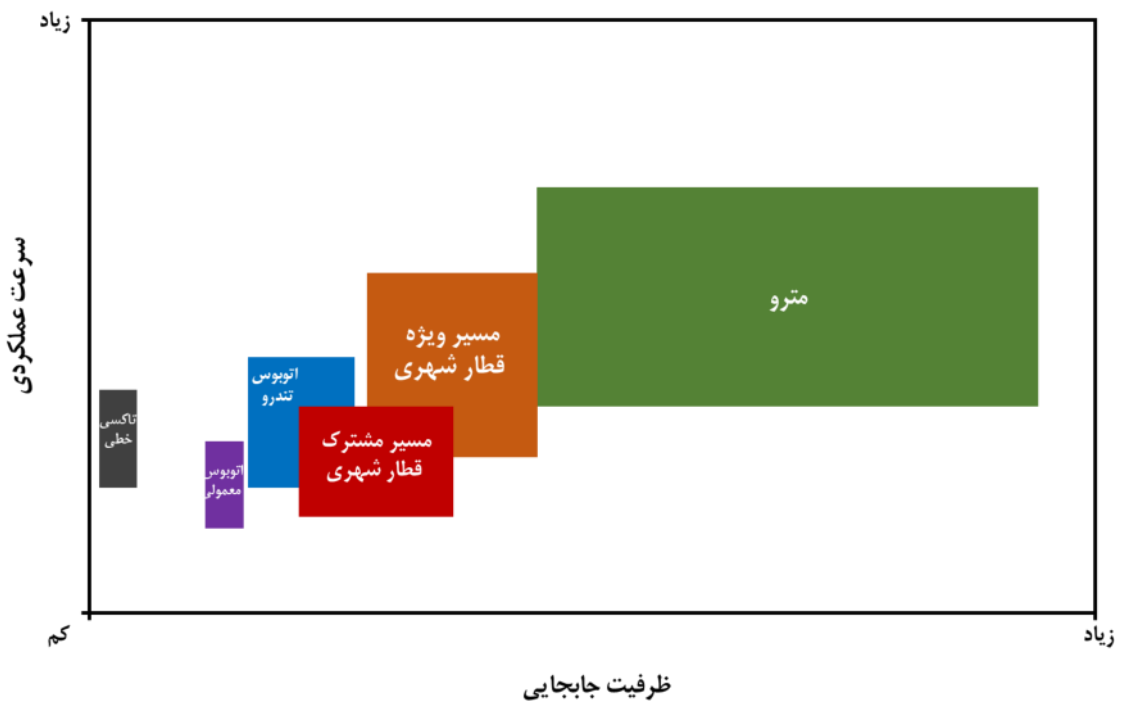 زیاد
سرعت عملکردی
مترو
مسیر ویژه
قطار شهری
اتوبوس
تندرو
تاکسی
خطی
مسیر مشترک
قطار شهری
اتوبوس
معمولی
کم
زیاد
ظرفیت جابجایی